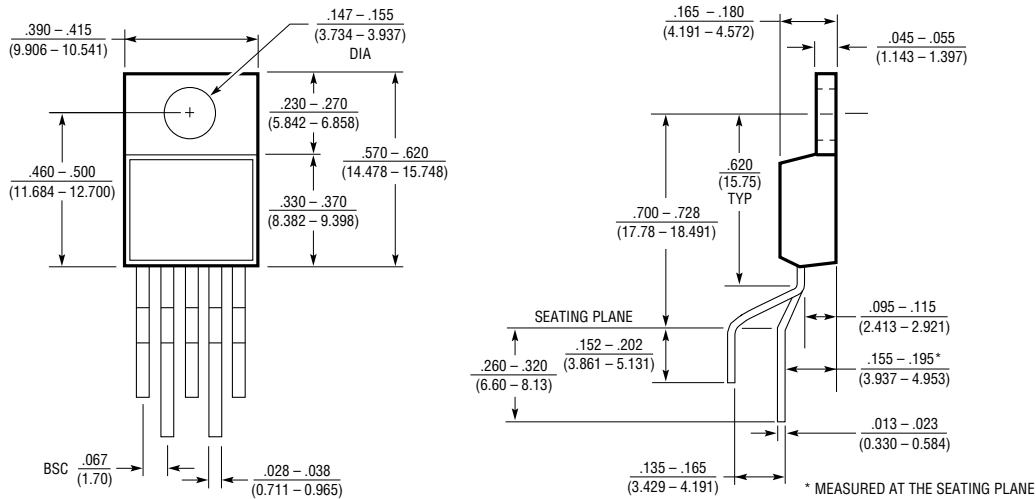 .390 – .415
(9.906 – 10.541)
.147 – .155
(3.734 – 3.937)
DIA
.230 – .270
(5.842 – 6.858)
.460 – .500
(11.684 – 12.700)
.570 – .620
(14.478 – 15.748)
.330 – .370
(8.382 – 9.398)
BSC
.067
(1.70)
.028 – .038
(0.711 – 0.965)
.165 – .180
(4.191 – 4.572)
.045 – .055
(1.143 – 1.397)
.620
(15.75)
TYP
.700 – .728
(17.78 – 18.491)
SEATING PLANE
.152 – .202
(3.861 – 5.131)
.260 – .320
(6.60 – 8.13)
.095 – .115
(2.413 – 2.921)
.155 – .195*
(3.937 – 4.953)
.013 – .023
(0.330 – 0.584)
.135 – .165
(3.429 – 4.191)
* MEASURED AT THE SEATING PLANE